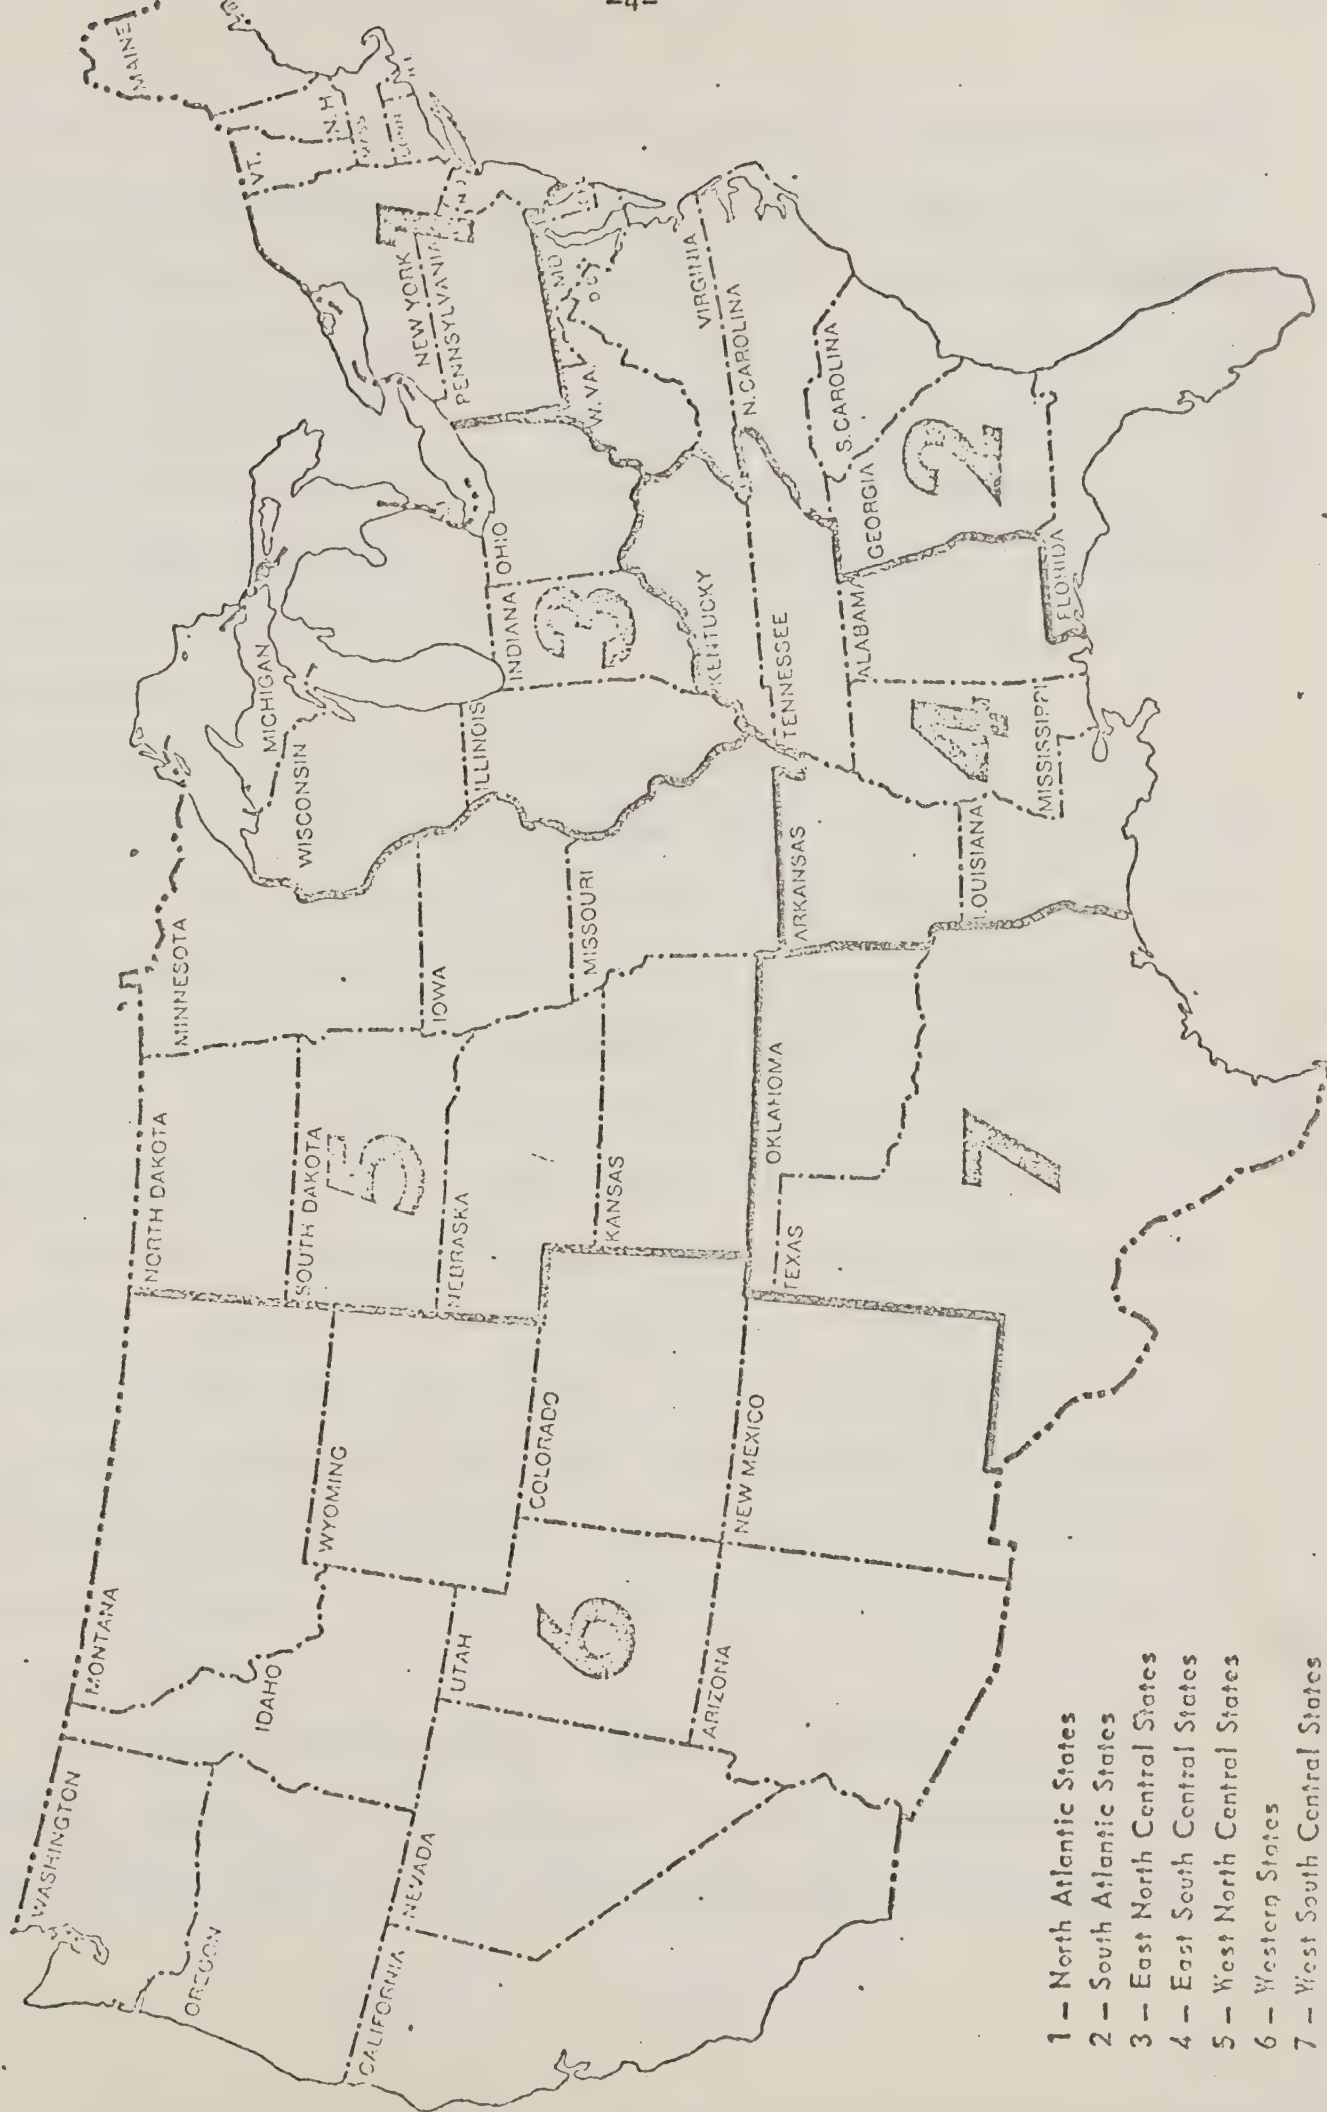 -4-
WASHINGTON
MONTANA
NORTH DAKOTA
MINNESOTA
MAINE
VT.
N.H.
MASS
CONN
R.I.
OREGON
IDAHO
WYOMING
SOUTH DAKOTA
WISCONSIN
MICHIGAN
NEW YORK
1
PENNSYLVANIA
N J
5
CALIFORNIA
NEVADA
UTAH
COLORADO
NEBRASKA
IOWA
ILLINOIS
INDIANA
OHIO
3
W. VA.
MD
D C
VIRGINIA
6
KANSAS
MISSOURI
KENTUCKY
N. CAROLINA
ARIZONA
NEW MEXICO
TEXAS
OKLAHOMA
ARKANSAS
TENNESSEE
S. CAROLINA
ALABAMA
GEORGIA
2
4
7
LOUISIANA
MISSISSIPPI
FLORIDA
1 – North Atlantic States
2 – South Atlantic States
3 – East North Central States
4 – East South Central States
5 – West North Central States
6 – Western States
7 – West South Central States